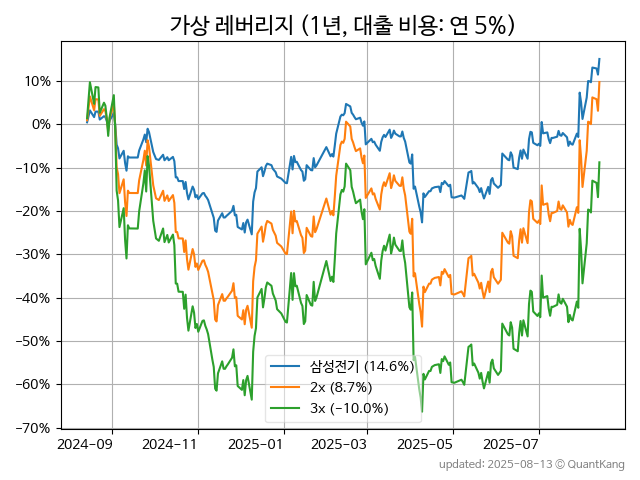 가상 레버리지 (1년, 대출 비용: 연 5%)
10%
0%
−10%
−20%
−30%
−40%
−50%
−60%
−70%
삼성전기 (14.6%)
2x (8.7%)
3x (−10.0%)
2024-09 2024-11 2025-01 2025-03 2025-05 2025-07
updated: 2025-08-13 ⓒ QuantKang